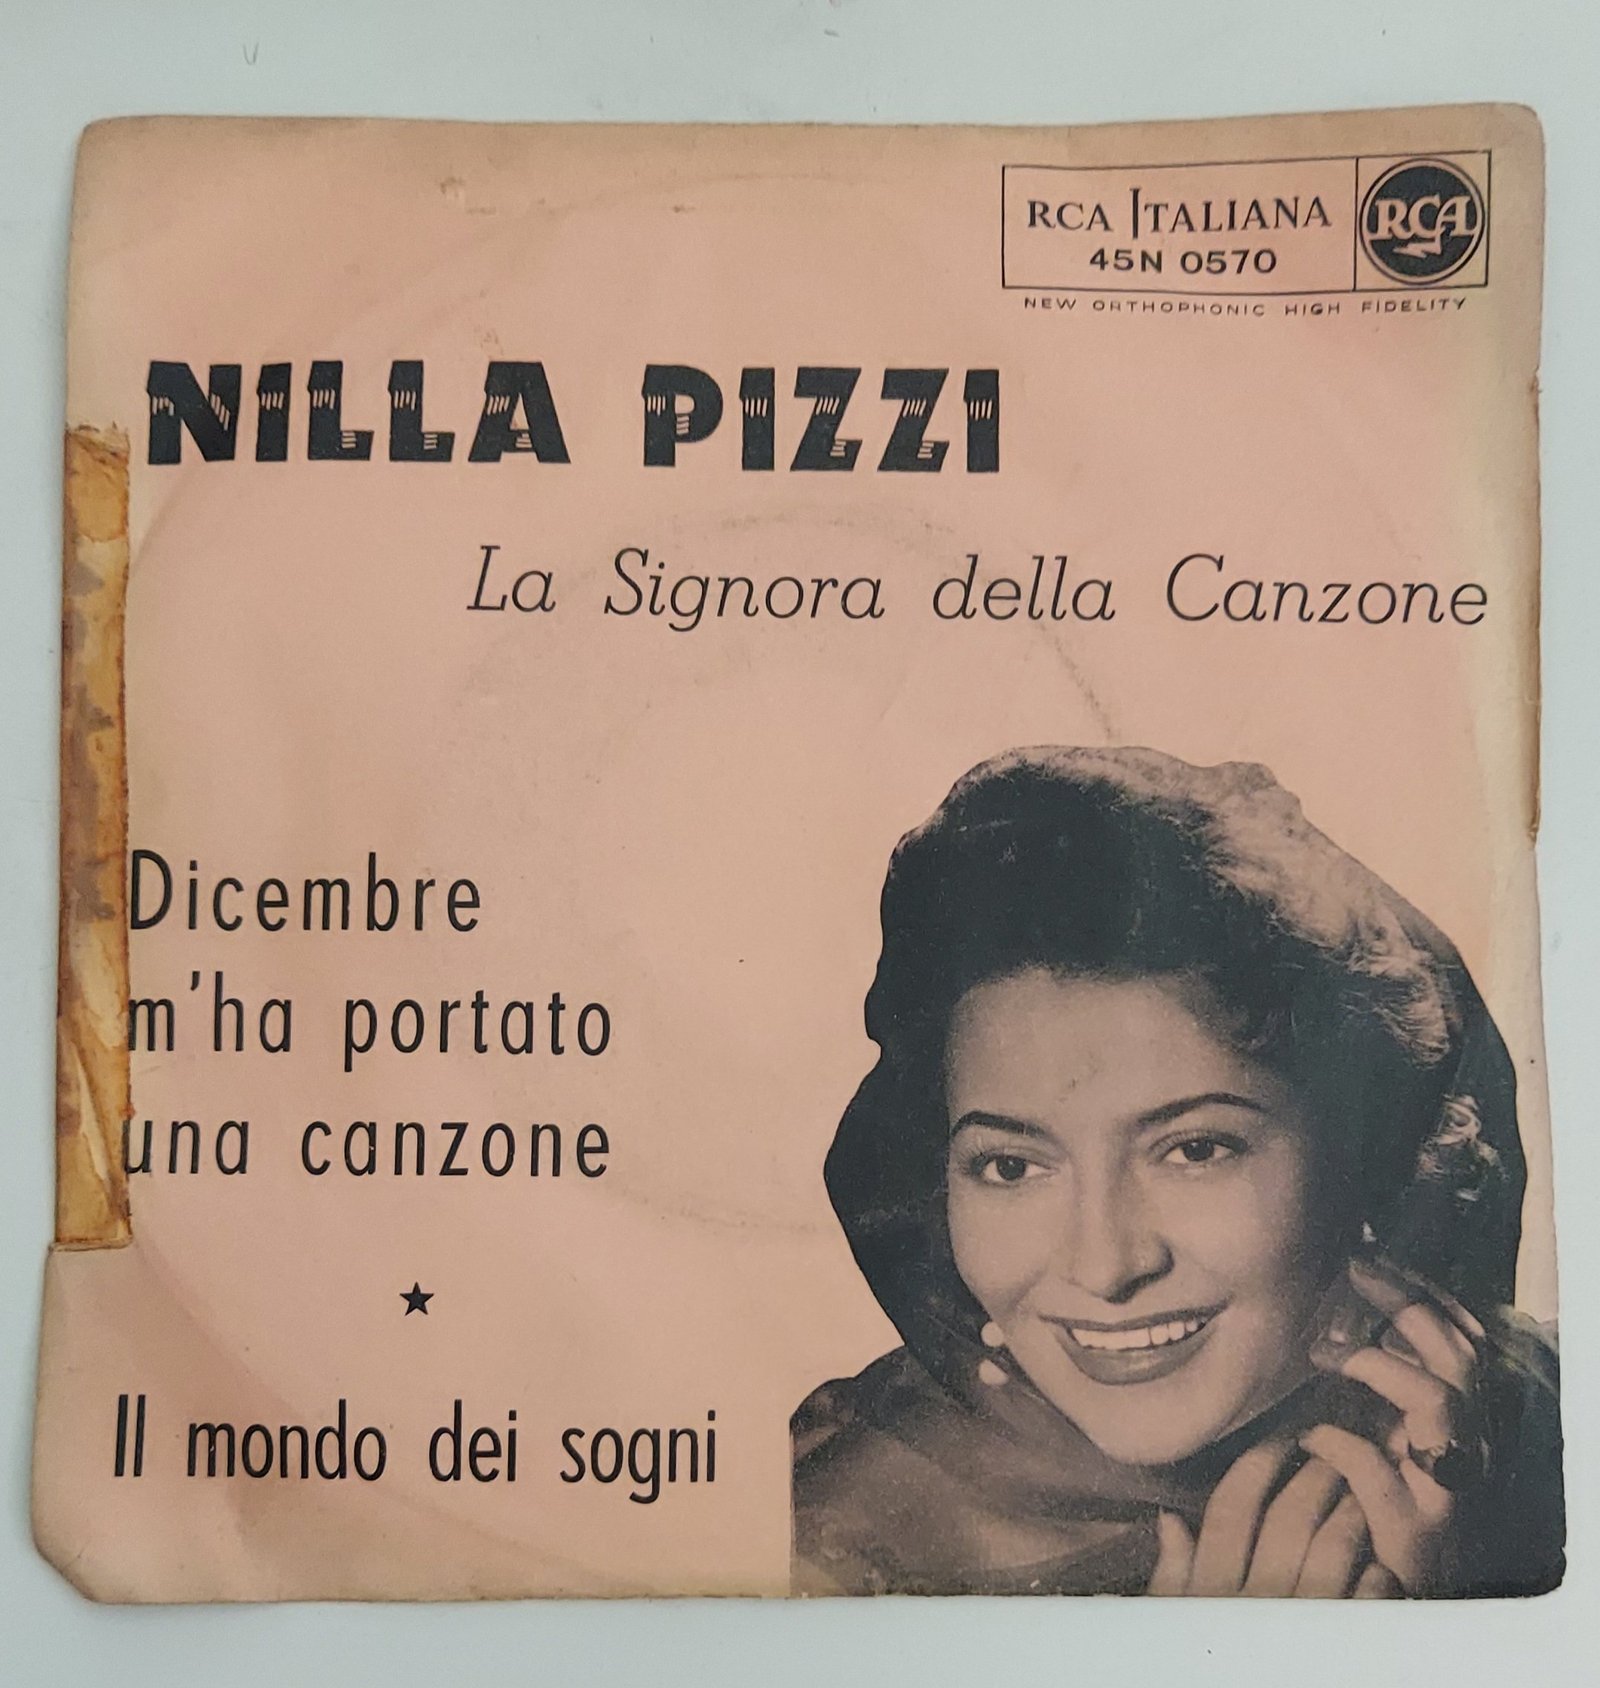 RCA ITALIANA
45N 0570
RCA
NEW ORTHOPHONIC HIGH FIDELITY
NILLA PIZZI
La Signora della Canzone
Dicembre
m'ha portato
una canzone
★
Il mondo dei sogni